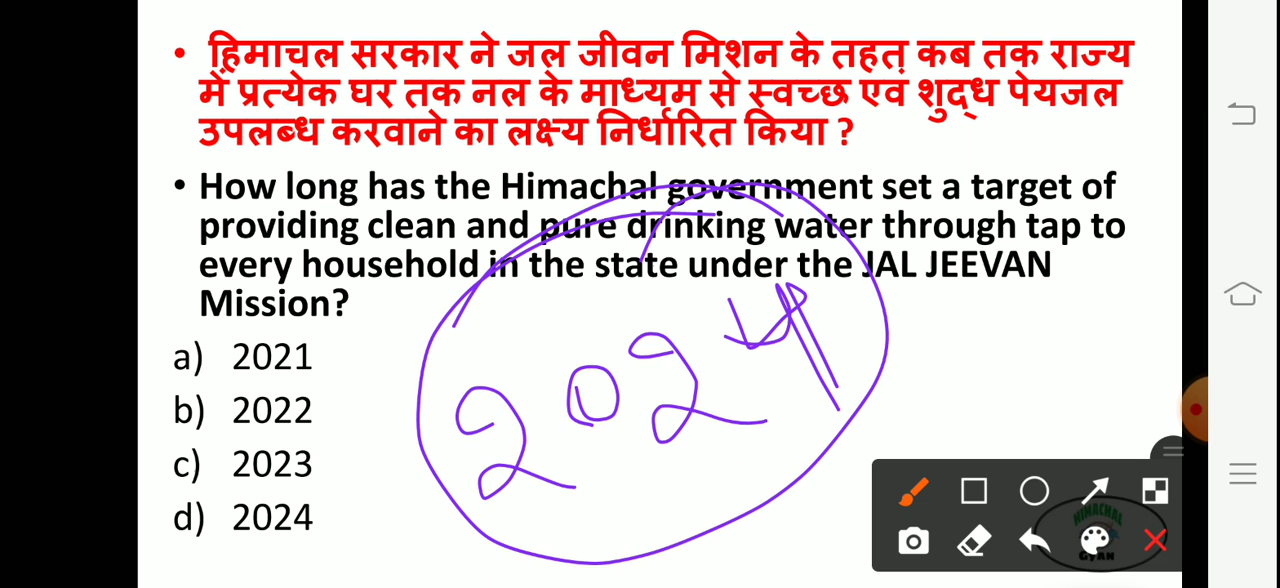 • हिमाचल सरकार ने जल जीवन मिशन के तहत कब तक राज्य
में प्रत्येक घर तक नल के माध्यम से स्वच्छ एवं शुद्ध पेयजल
उपलब्ध करवाने का लक्ष्य निर्धारित किया ?
• How long has the Himachal government set a target of
providing clean and pure drinking water through tap to
every household in the state under the JAL JEEVAN
Mission?
a) 2021
b) 2022
c) 2023
d) 2024
2024
HIMACHAL
GYAN